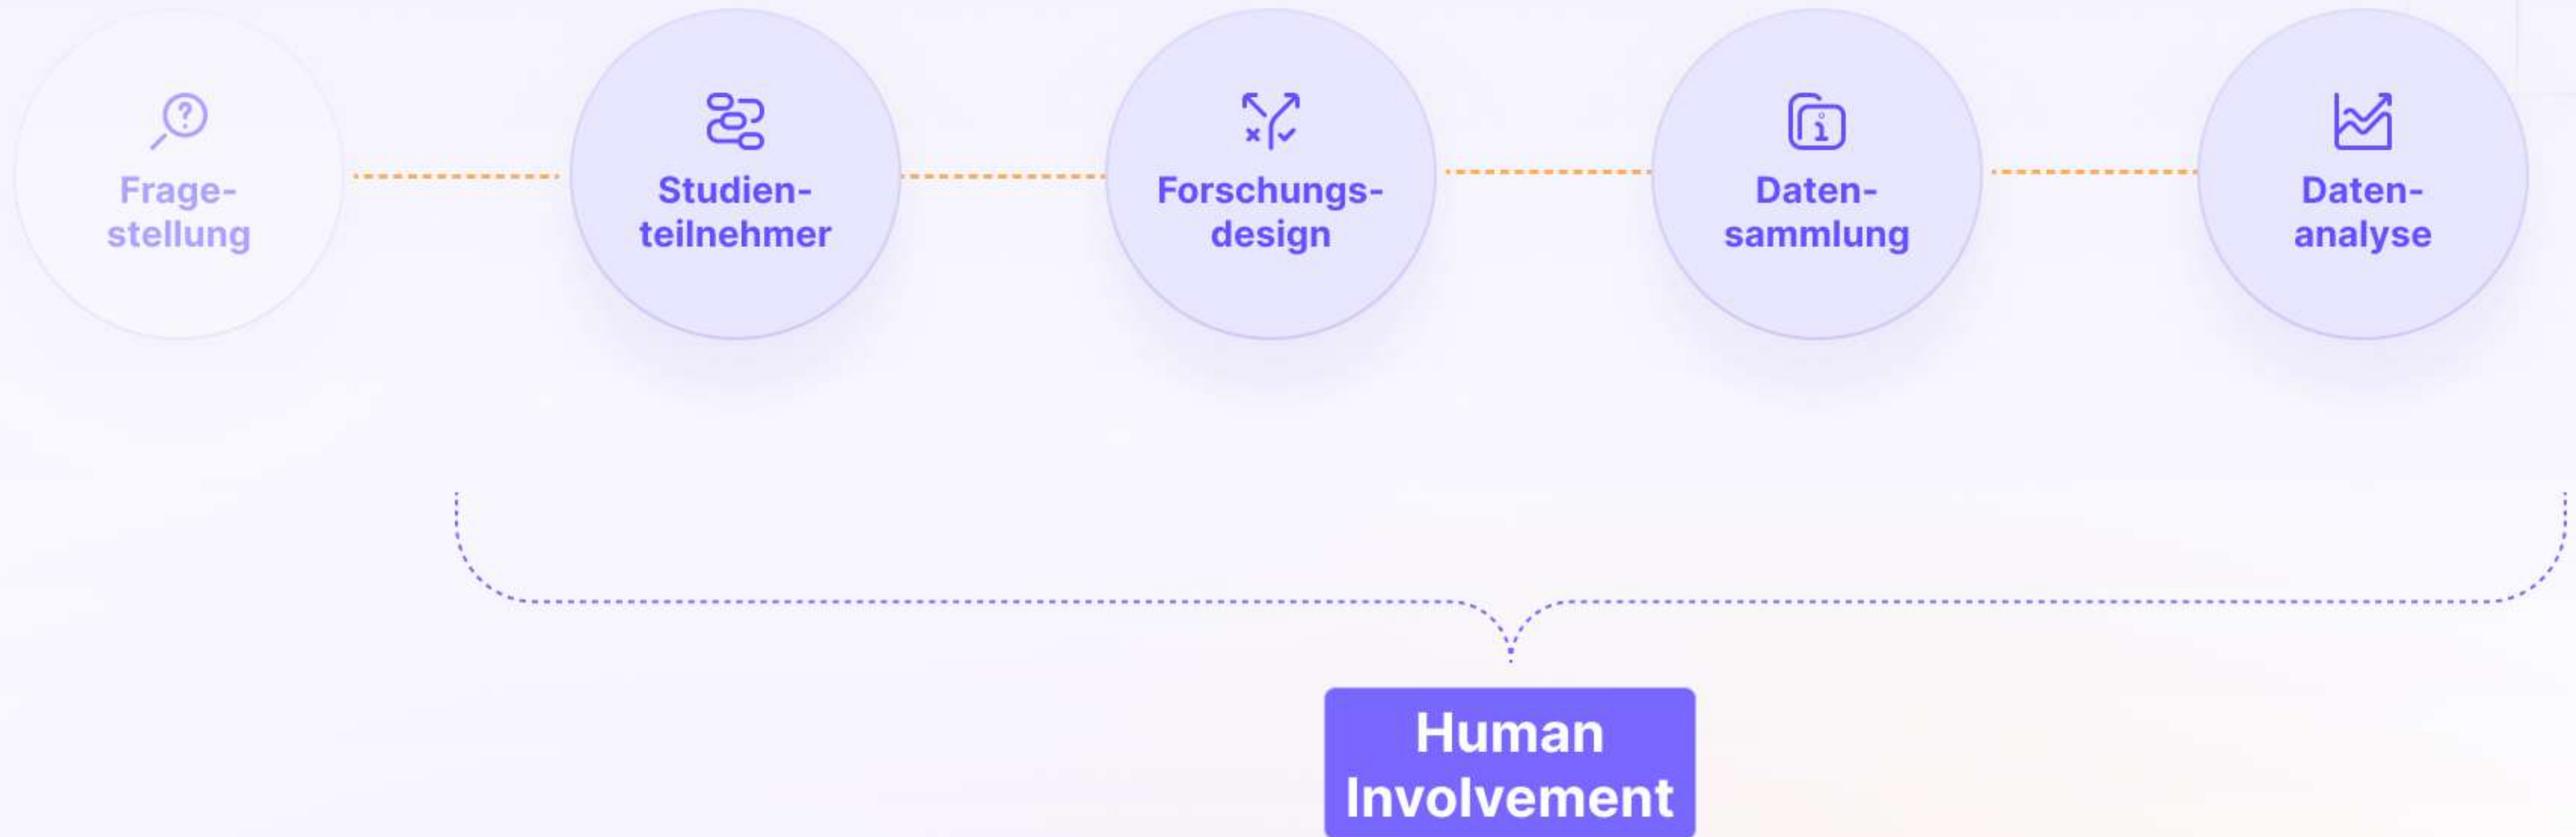 Frage-
stellung
Studien-
teilnehmer
Forschungs-
design
Daten-
sammlung
Daten-
analyse
Human
Involvement